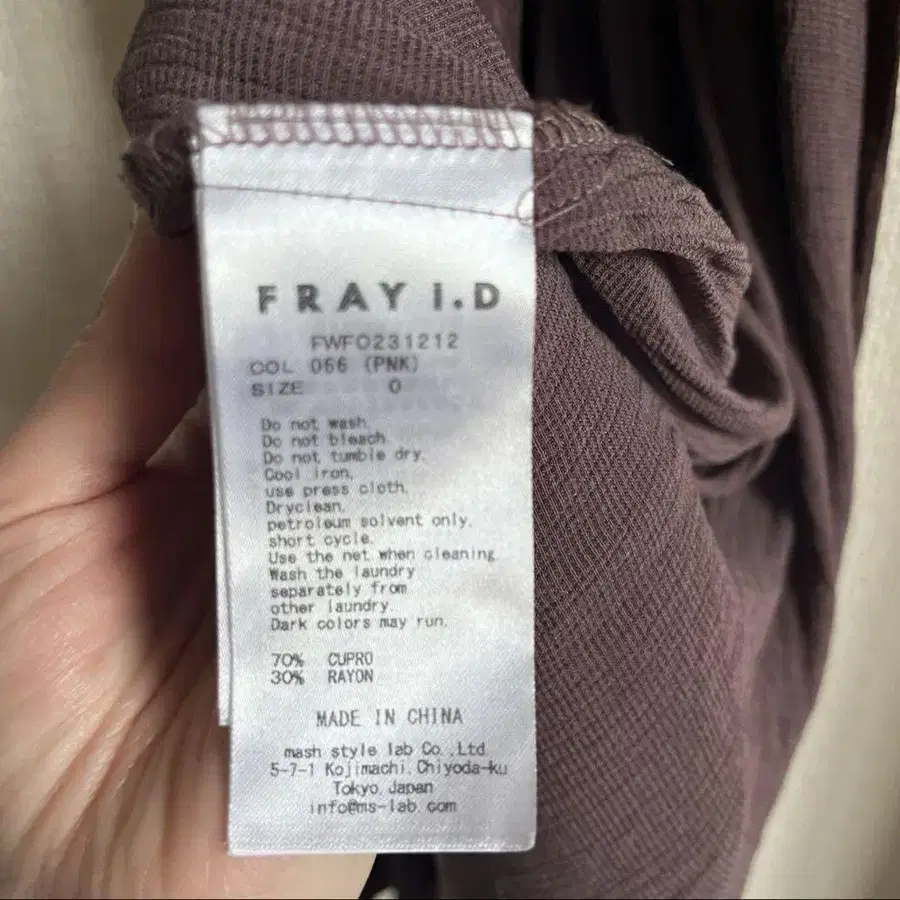 FRAY i.D
FWFO231212
COL 066 (PNK)
SIZE 0
Do not wash.
Do not bleach.
Do not tumble dry.
Cool iron,
use press cloth.
Dryclean,
petroleum solvent only,
short cycle.
Use the net when cleaning
Wash the laundry
separately from
other laundry.
Dark colors may run.
70% CUPRO
30% RAYON
MADE IN CHINA
mash style lab Co.,Ltd
5-7-1 Kojimachi,Chiyoda-ku
Tokyo,Japan
info@ms-lab.com